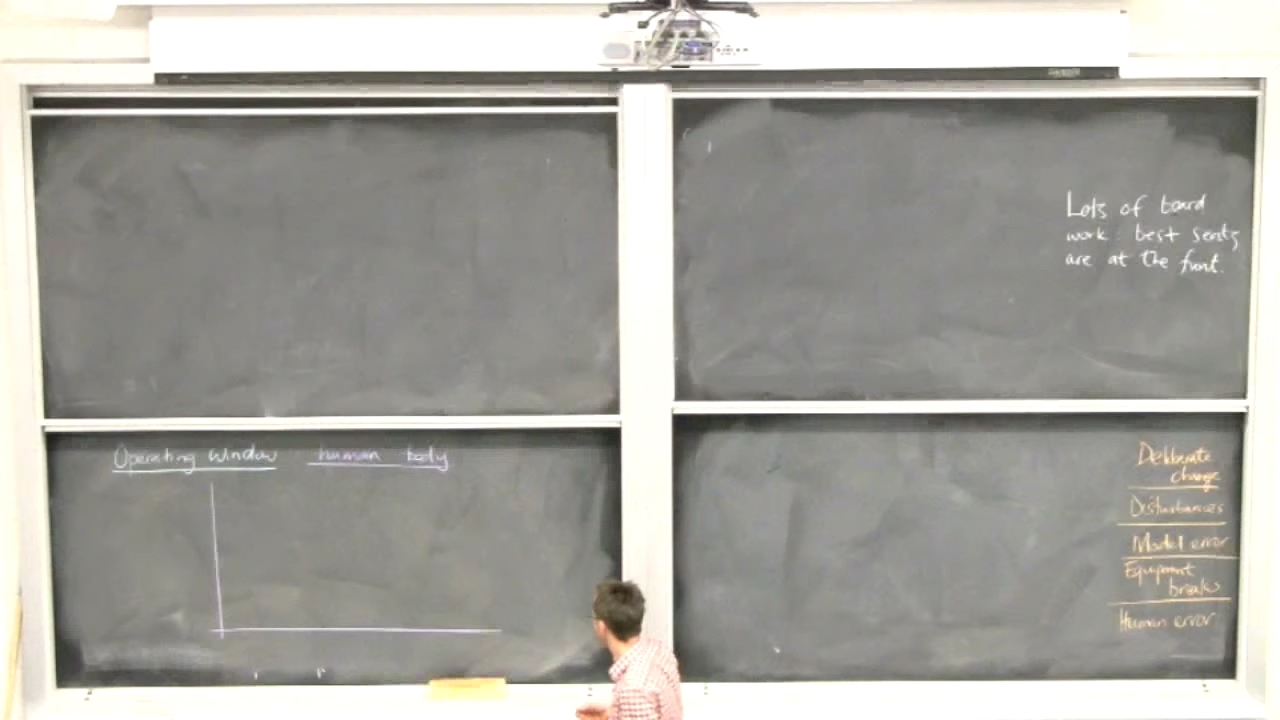 Lots of board
work : best seats
are at the front.
Operating window human body
Deliberate
change
Disturbances
Model error
Equipment
breaks
Human error